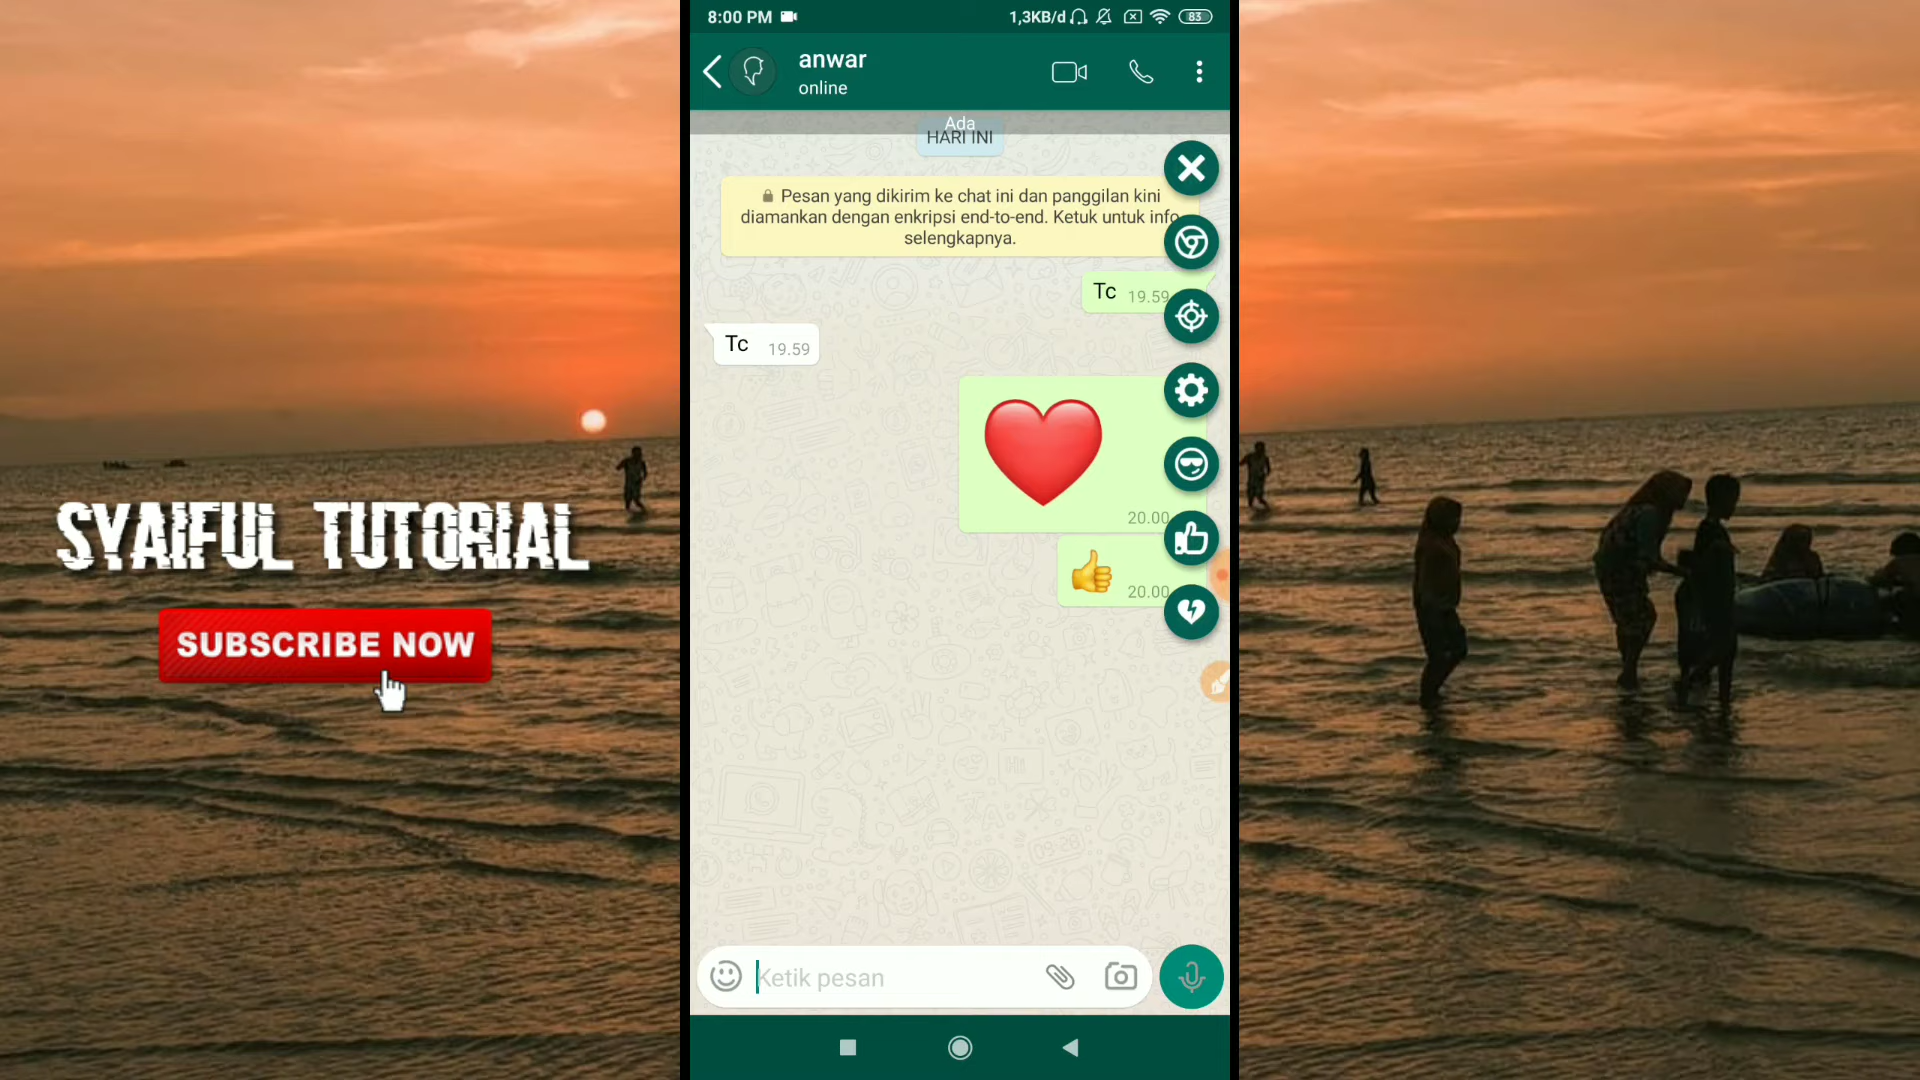 8:00 PM
1,3KB/d
83
anwar
online
Ada
HARI INI
Pesan yang dikirim ke chat ini dan panggilan kini
diamankan dengan enkripsi end-to-end. Ketuk untuk info
selengkapnya.
Tc 19.59
Tc 19.59
20.00
20.00
SYAIFUL TUTORIAL
SUBSCRIBE NOW
Ketik pesan